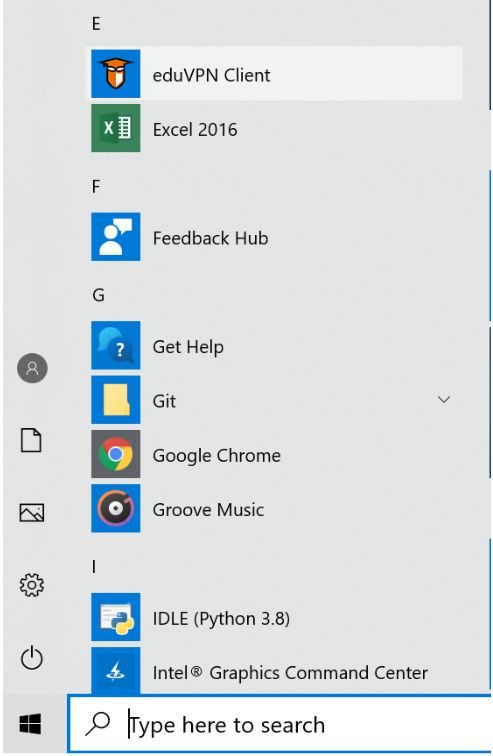 E
eduVPN Client
Excel 2016
F
Feedback Hub
G
Get Help
Git
Google Chrome
Groove Music
I
IDLE (Python 3.8)
Intel® Graphics Command Center
Type here to search